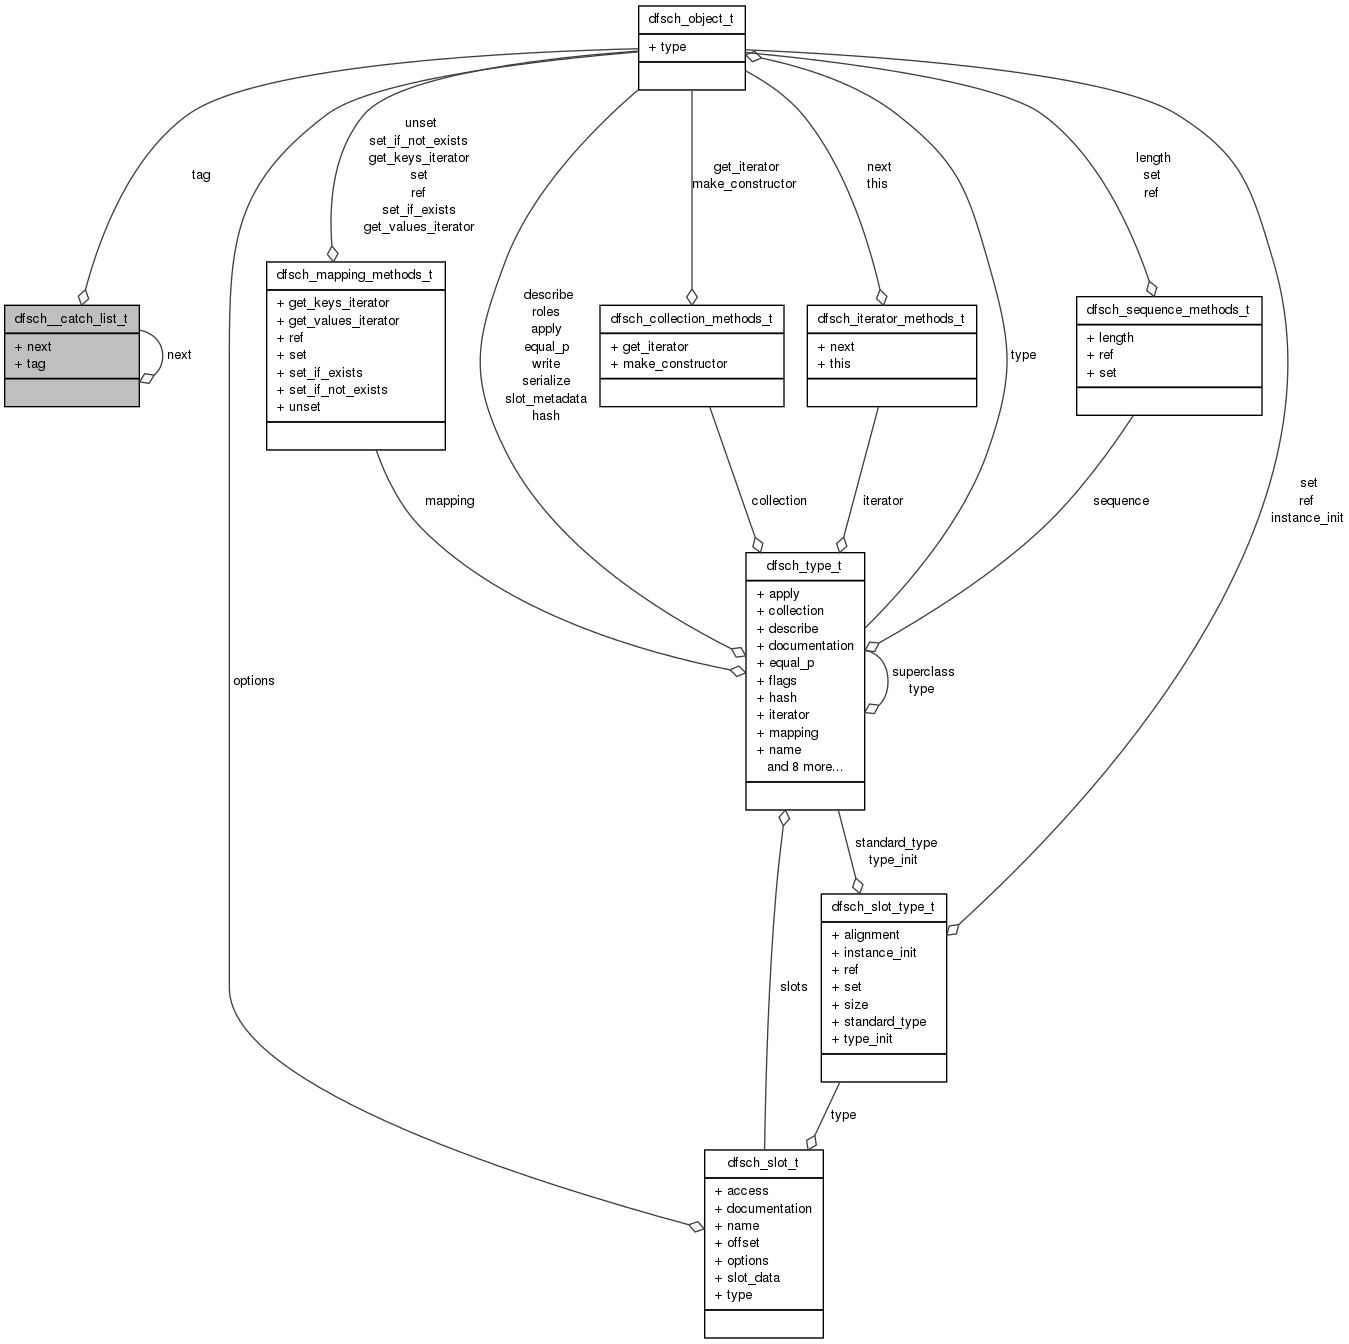 dfsch_object_t
+ type
tag
unset
set_if_not_exists
get_keys_iterator
set
ref
set_if_exists
get_values_iterator
get_iterator
make_constructor
next
this
length
set
ref
dfsch__catch_list_t
+ next
+ tag
next
dfsch_mapping_methods_t
+ get_keys_iterator
+ get_values_iterator
+ ref
+ set
+ set_if_exists
+ set_if_not_exists
+ unset
describe
roles
apply
equal_p
write
serialize
slot_metadata
hash
dfsch_collection_methods_t
+ get_iterator
+ make_constructor
dfsch_iterator_methods_t
+ next
+ this
type
dfsch_sequence_methods_t
+ length
+ ref
+ set
mapping
collection
iterator
sequence
set
ref
instance_init
dfsch_type_t
+ apply
+ collection
+ describe
+ documentation
+ equal_p
+ flags
+ hash
+ iterator
+ mapping
+ name
and 8 more...
superclass
type
options
standard_type
type_init
dfsch_slot_type_t
+ alignment
+ instance_init
+ ref
+ set
+ size
+ standard_type
+ type_init
slots
type
dfsch_slot_t
+ access
+ documentation
+ name
+ offset
+ options
+ slot_data
+ type